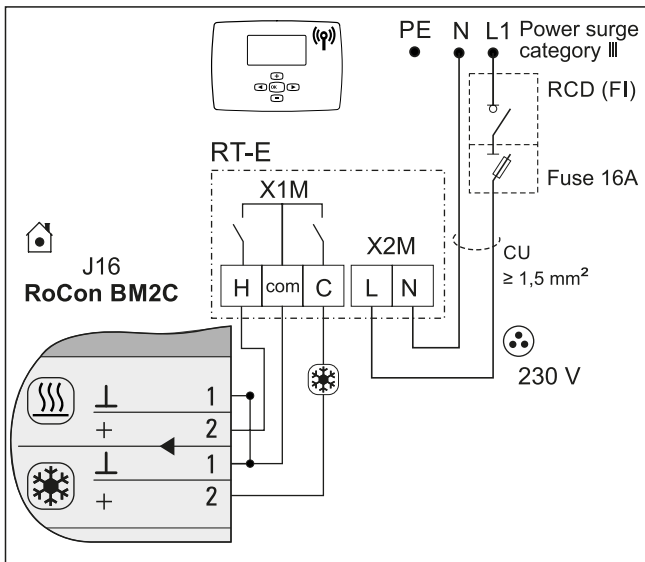 PE N L1 Power surge
category III
RCD (FI)
Fuse 16A
OK
RT-E
X1M
X2M
H com C
L N
CU
≥ 1,5 mm²
230 V
J16
RoCon BM2C
⊥ 1
+ 2
⊥ 1
+ 2